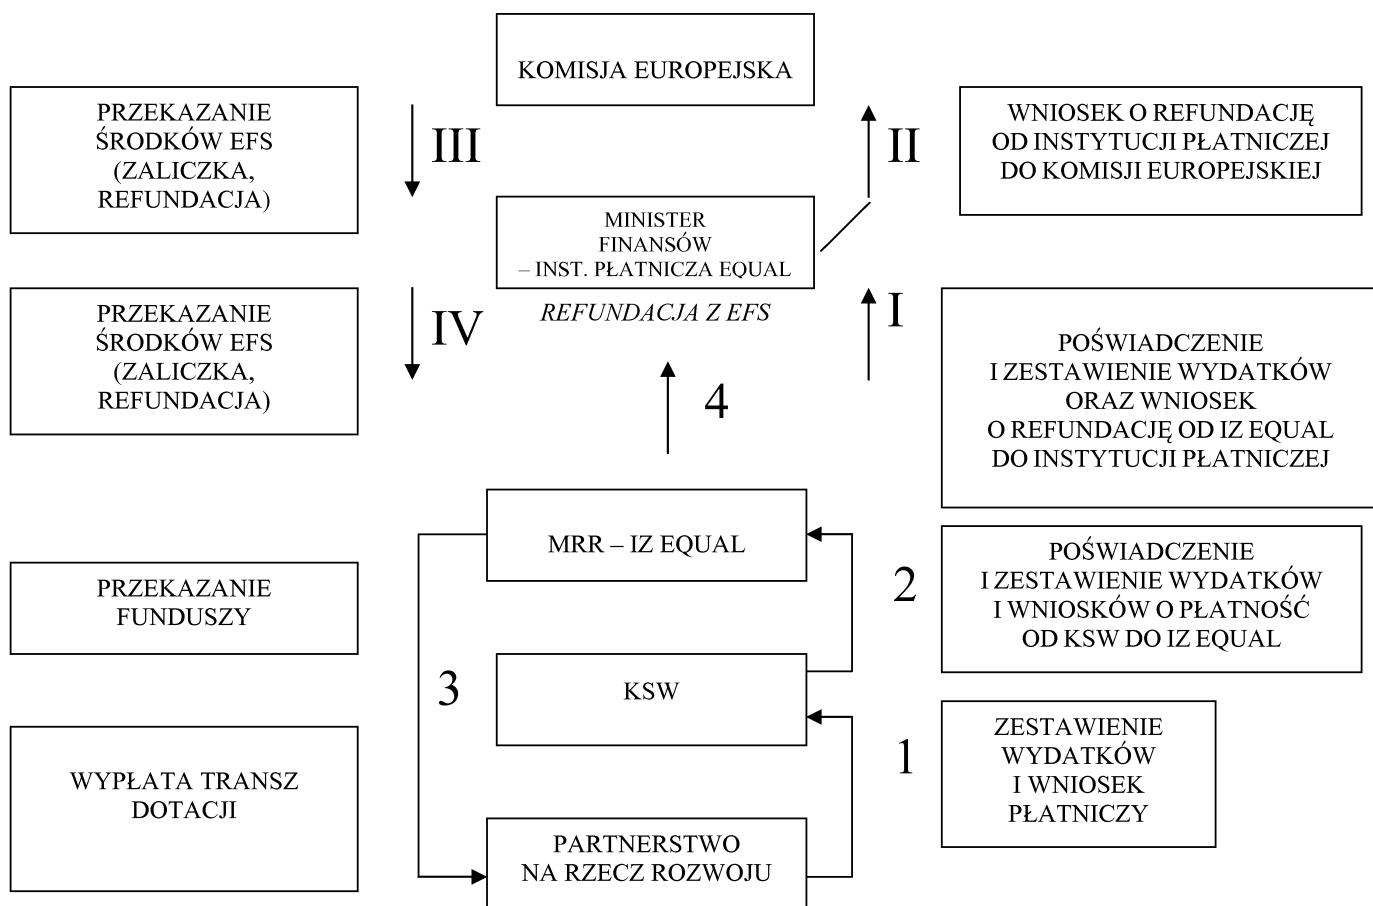 KOMISJA EUROPEJSKA
PRZEKAZANIE
ŚRODKÓW EFS
(ZALICZKA,
REFUNDACJA)
III
II
WNIOSEK O REFUNDACJĘ
OD INSTYTUCJI PŁATNICZEJ
DO KOMISJI EUROPEJSKIEJ
MINISTER
FINANSÓW
– INST. PŁATNICZA EQUAL
REFUNDACJA Z EFS
PRZEKAZANIE
ŚRODKÓW EFS
(ZALICZKA,
REFUNDACJA)
IV
I
POŚWIADCZENIE
I ZESTAWIENIE WYDATKÓW
ORAZ WNIOSEK
O REFUNDACJĘ OD IZ EQUAL
DO INSTYTUCJI PŁATNICZEJ
4
MRR – IZ EQUAL
PRZEKAZANIE
FUNDUSZY
2
POŚWIADCZENIE
I ZESTAWIENIE WYDATKÓW
I WNIOSKÓW O PŁATNOŚĆ
OD KSW DO IZ EQUAL
3
KSW
1
ZESTAWIENIE
WYDATKÓW
I WNIOSEK
PŁATNICZY
WYPŁATA TRANSZ
DOTACJI
PARTNERSTWO
NA RZECZ ROZWOJU